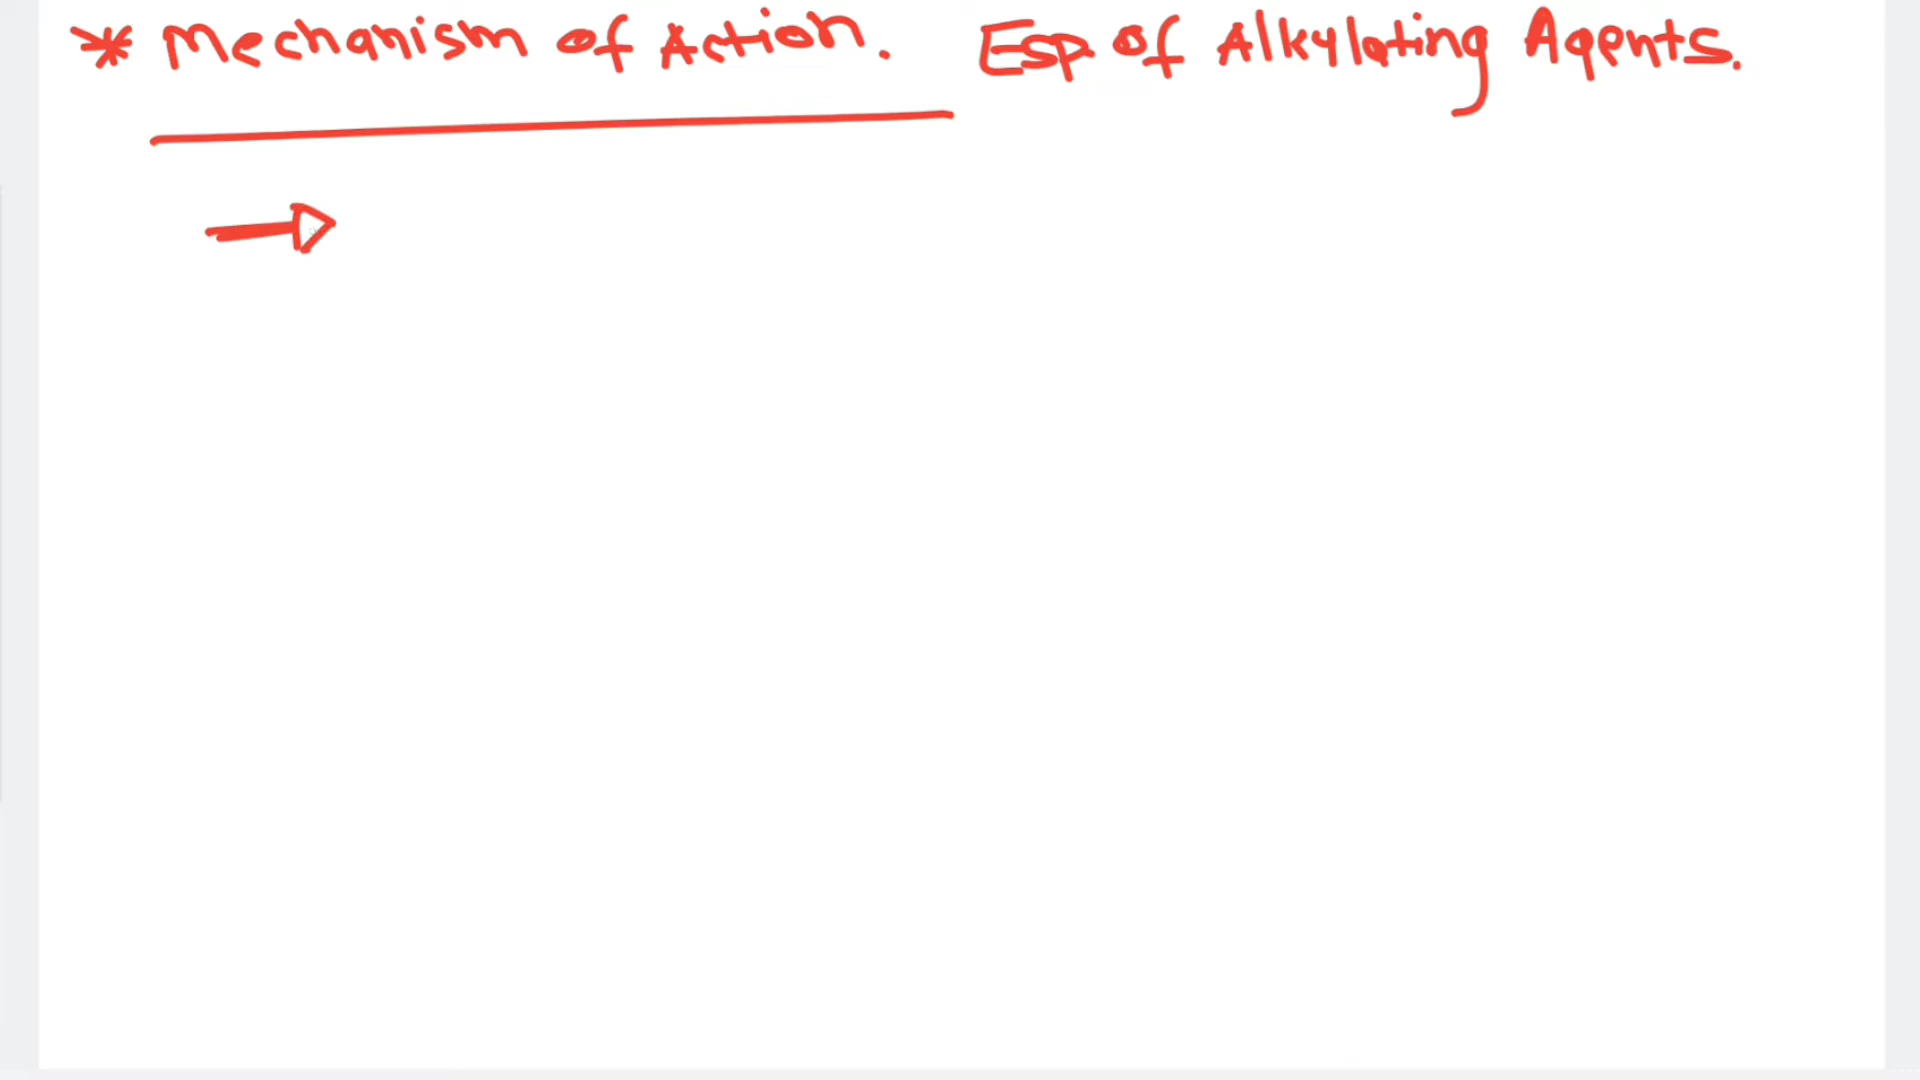 * Mechanism of Action. Esp of Alkylating Agents.